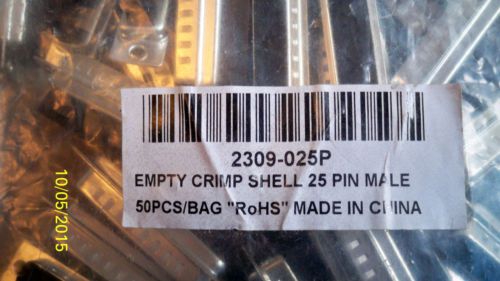 2309-025P
EMPTY CRIMP SHELL 25 PIN MALE
50PCS/BAG "RoHS" MADE IN CHINA
10/05/2015